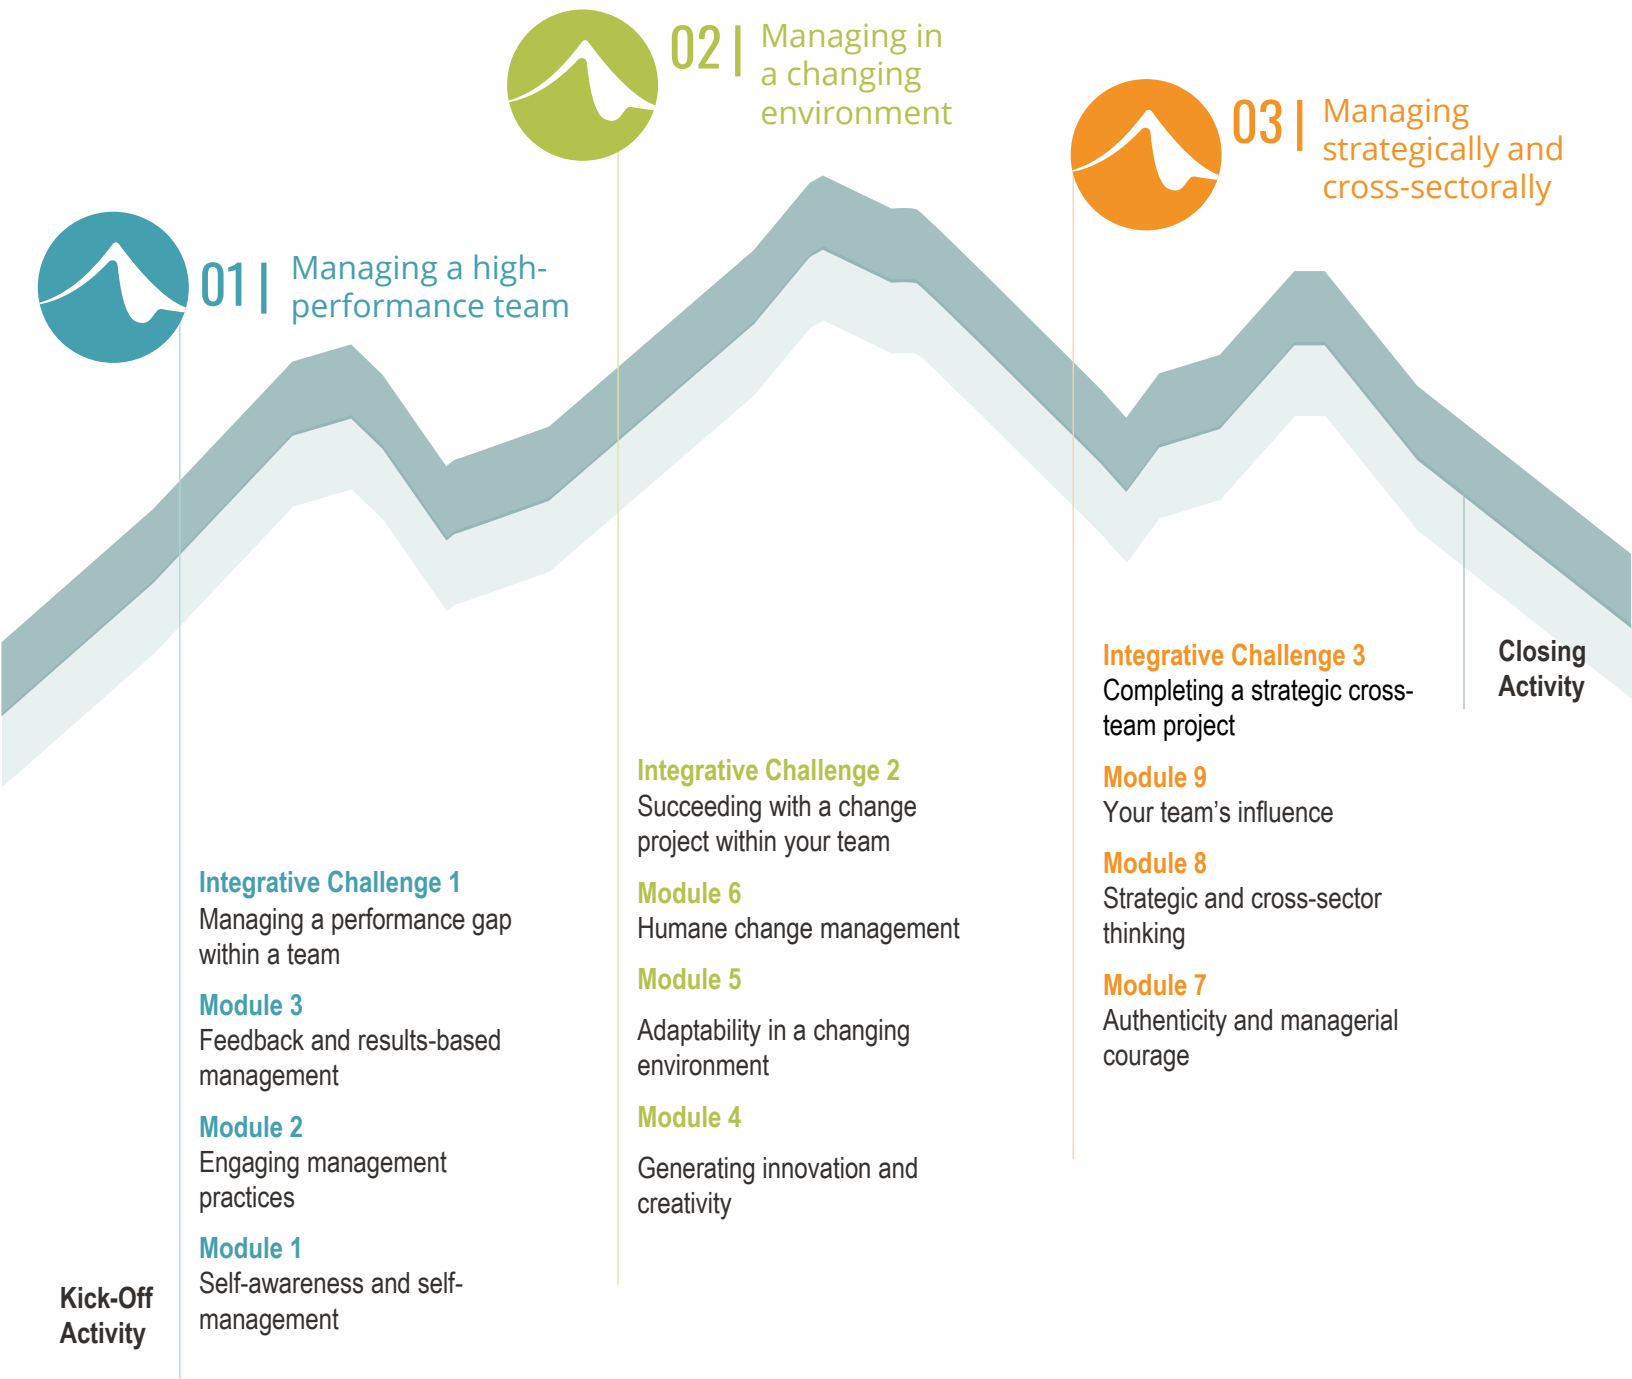 02 |
Managing in
a changing
environment
03 |
Managing
strategically and
cross-sectorally
01 |
Managing a high-
performance team
Kick-Off
Activity
Integrative Challenge 1
Managing a performance gap
within a team
Module 3
Feedback and results-based
management
Module 2
Engaging management
practices
Module 1
Self-awareness and self-
management
Integrative Challenge 2
Succeeding with a change
project within your team
Module 6
Humane change management
Module 5
Adaptability in a changing
environment
Module 4
Generating innovation and
creativity
Integrative Challenge 3
Completing a strategic cross-
team project
Module 9
Your team’s influence
Module 8
Strategic and cross-sector
thinking
Module 7
Authenticity and managerial
courage
Closing
Activity